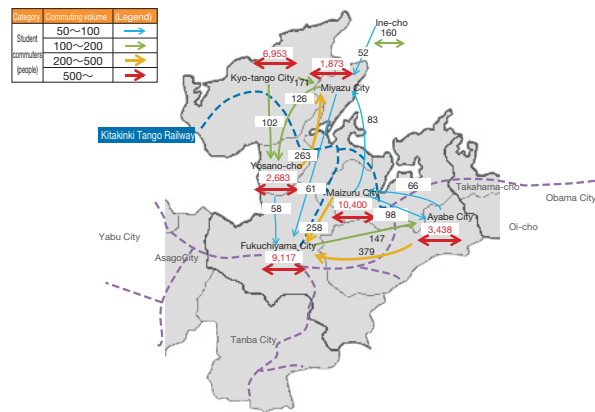 Category Commuting volume (Legend)
Student commuters (people)
50～100
100～200
200～500
500～
Ine-cho
160
52
6,953
1,873
Kyo-tango City
171
Miyazu City
126
102
83
Kitakinki Tango Railway
263
Yosano-cho
2,683
61
Maizuru City
66
Takahama-cho
Obama City
58
10,400
98
Ayabe City
Oi-cho
258
3,438
Yabu City
Fukuchiyama City
147
AsagoCity
9,117
379
Tanba City